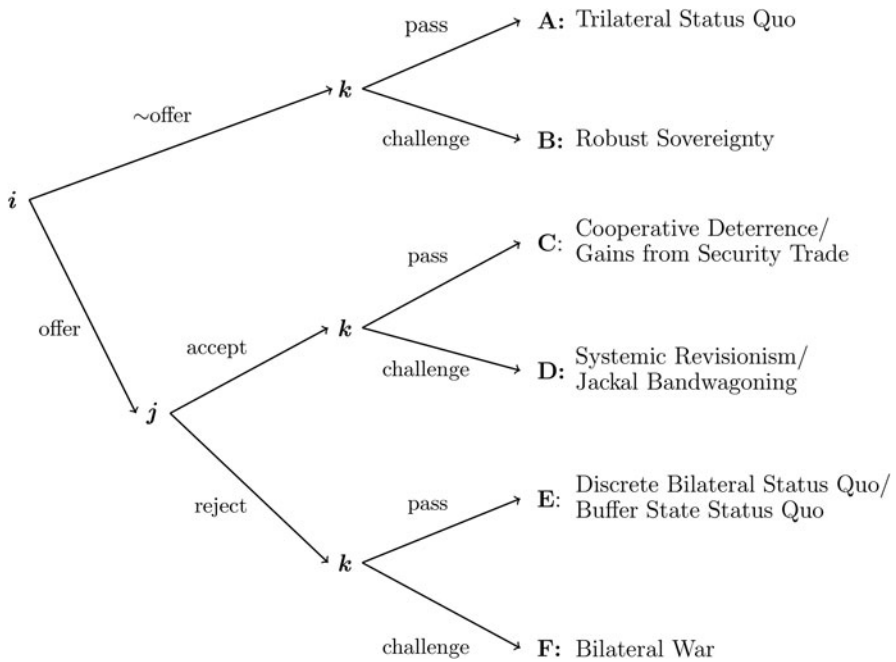 pass
A: Trilateral Status Quo
k
~offer
challenge
B: Robust Sovereignty
i
C: Cooperative Deterrence/
Gains from Security Trade
pass
k
offer
accept
challenge
D: Systemic Revisionism/
Jackal Bandwagoning
j
E: Discrete Bilateral Status Quo/
Buffer State Status Quo
pass
reject
k
challenge
F: Bilateral War